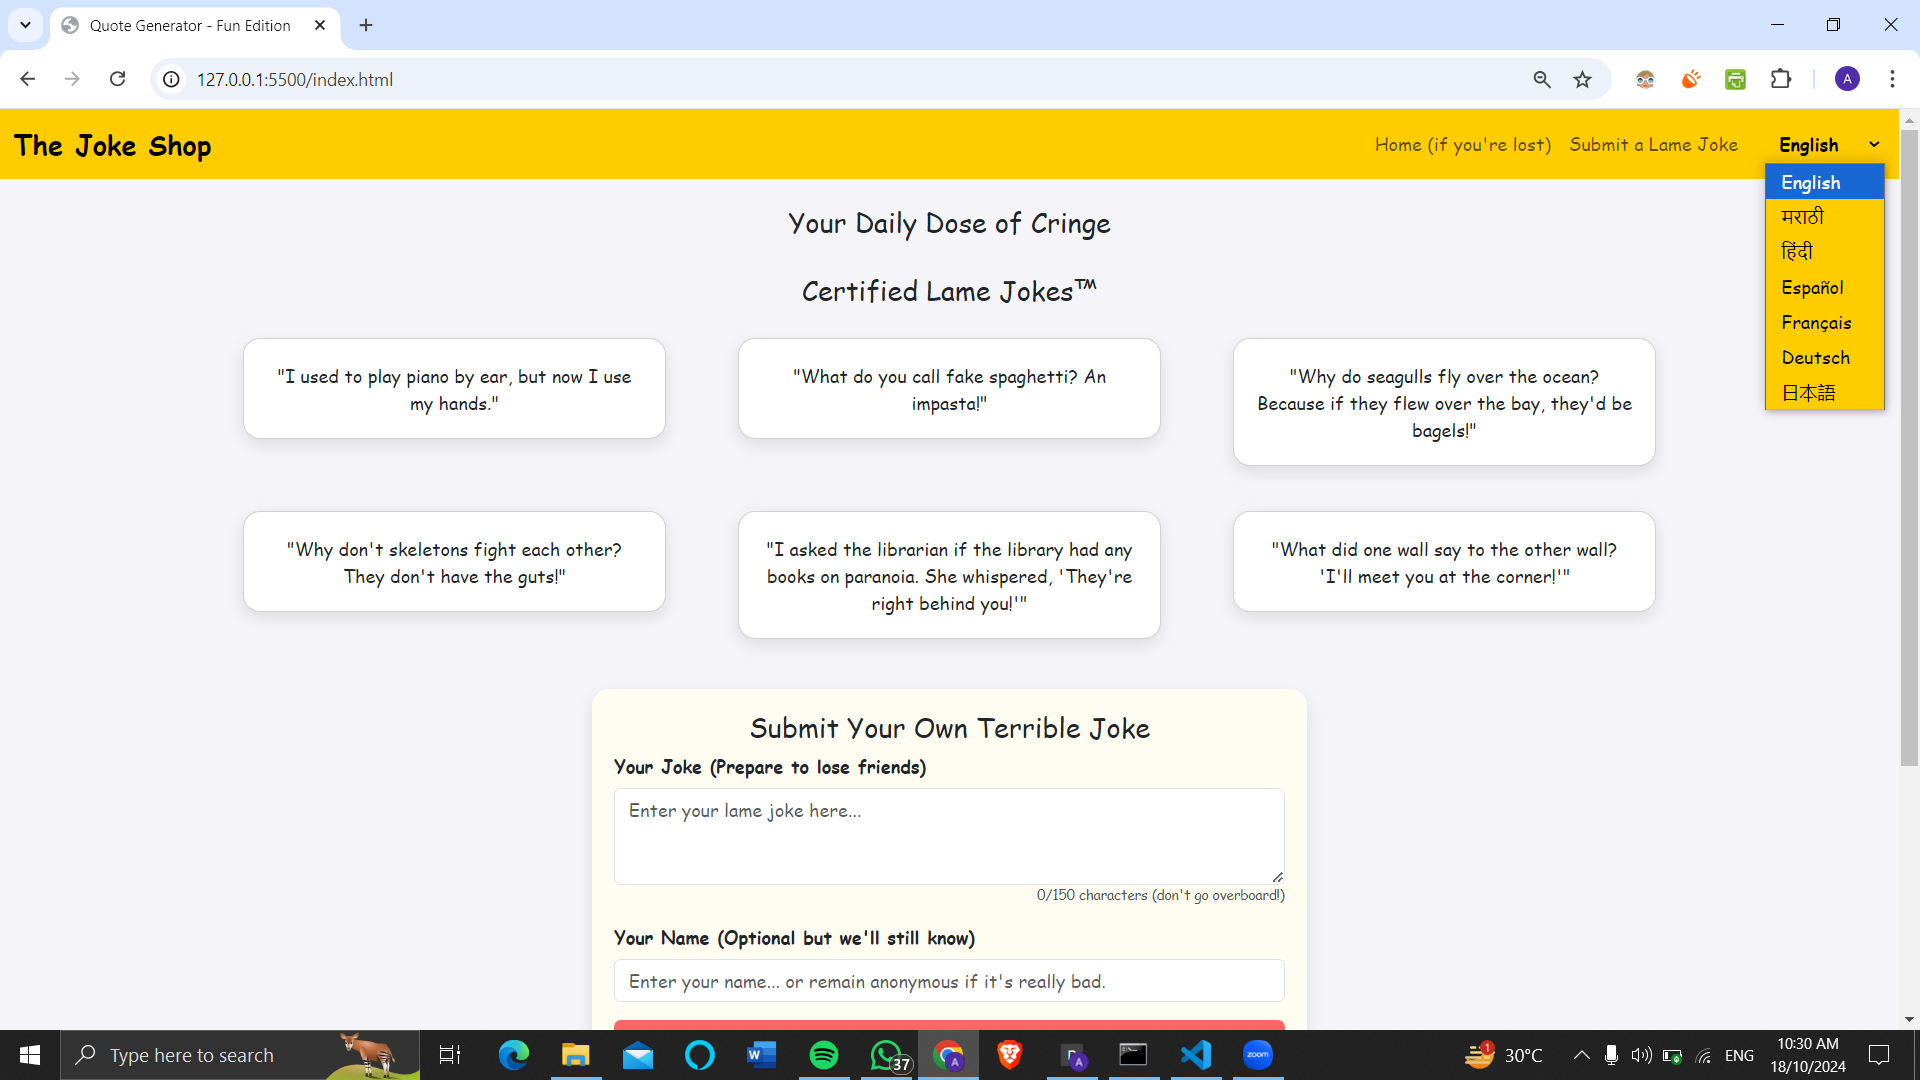 Quote Generator - Fun Edition
127.0.0.1:5500/index.html
A
The Joke Shop
Home (if you're lost)
Submit a Lame Joke
English
English
मराठी
हिंदी
Español
Français
Deutsch
日本語
Your Daily Dose of Cringe
Certified Lame Jokes™
"I used to play piano by ear, but now I use
my hands."
"What do you call fake spaghetti? An
impasta!"
"Why do seagulls fly over the ocean?
Because if they flew over the bay, they'd be
bagels!"
"Why don't skeletons fight each other?
They don't have the guts!"
"I asked the librarian if the library had any
books on paranoia. She whispered, 'They're
right behind you!'"
"What did one wall say to the other wall?
'I'll meet you at the corner!'"
Submit Your Own Terrible Joke
Your Joke (Prepare to lose friends)
Enter your lame joke here...
0/150 characters (don't go overboard!)
Your Name (Optional but we'll still know)
Enter your name... or remain anonymous if it's really bad.
Type here to search
W
37
A
A
zoom
1
30°C
ENG
10:30 AM
18/10/2024